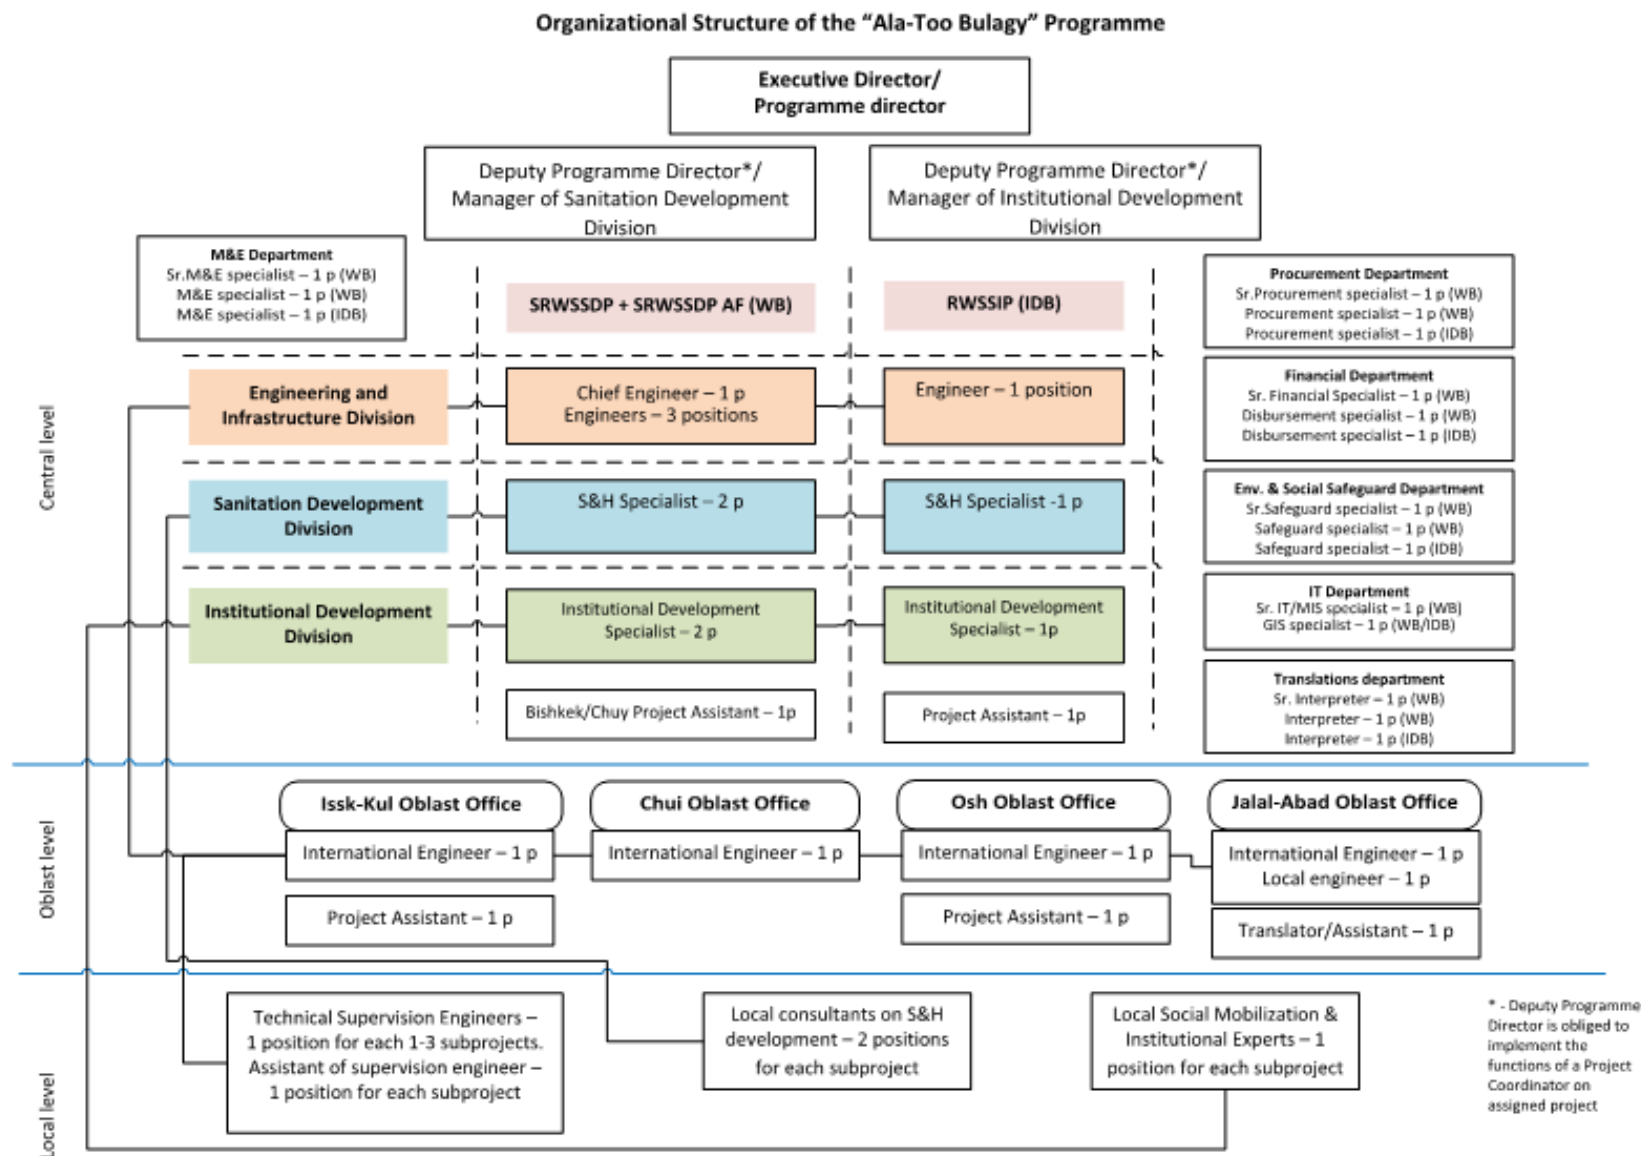 Organizational Structure of the “Ala-Too Bulagy” Programme
Executive Director/
Programme director
Deputy Programme Director*/
Manager of Sanitation Development
Division
Deputy Programme Director*/
Manager of Institutional Development
Division
M&E Department
Sr.M&E specialist – 1 p (WB)
M&E specialist – 1 p (WB)
M&E specialist – 1 p (IDB)
SRWSSDP + SRWSSDP AF (WB)
RWSSIP (IDB)
Procurement Department
Sr.Procurement specialist – 1 p (WB)
Procurement specialist – 1 p (WB)
Procurement specialist – 1 p (IDB)
Central level
Engineering and
Infrastructure Division
Chief Engineer – 1 p
Engineers – 3 positions
Engineer – 1 position
Financial Department
Sr. Financial Specialist – 1 p (WB)
Disbursement specialist – 1 p (WB)
Disbursement specialist – 1 p (IDB)
Sanitation Development
Division
S&H Specialist – 2 p
S&H Specialist -1 p
Env. & Social Safeguard Department
Sr.Safeguard specialist – 1 p (WB)
Safeguard specialist – 1 p (WB)
Safeguard specialist – 1 p (IDB)
Institutional Development
Division
Institutional Development
Specialist – 2 p
Institutional Development
Specialist – 1p
IT Department
Sr. IT/MIS specialist – 1 p (WB)
GIS specialist – 1 p (WB/IDB)
Bishkek/Chuy Project Assistant – 1p
Project Assistant – 1p
Translations department
Sr. Interpreter – 1 p (WB)
Interpreter – 1 p (WB)
Interpreter – 1 p (IDB)
Oblast level
Issk-Kul Oblast Office
International Engineer – 1 p
Project Assistant – 1 p
Chui Oblast Office
International Engineer – 1 p
Osh Oblast Office
International Engineer – 1 p
Project Assistant – 1 p
Jalal-Abad Oblast Office
International Engineer – 1 p
Local engineer – 1 p
Translator/Assistant – 1 p
Local level
Technical Supervision Engineers –
1 position for each 1-3 subprojects.
Assistant of supervision engineer –
1 position for each subproject
Local consultants on S&H
development – 2 positions
for each subproject
Local Social Mobilization &
Institutional Experts – 1
position for each subproject
* - Deputy Programme
Director is obliged to
implement the
functions of a Project
Coordinator on
assigned project